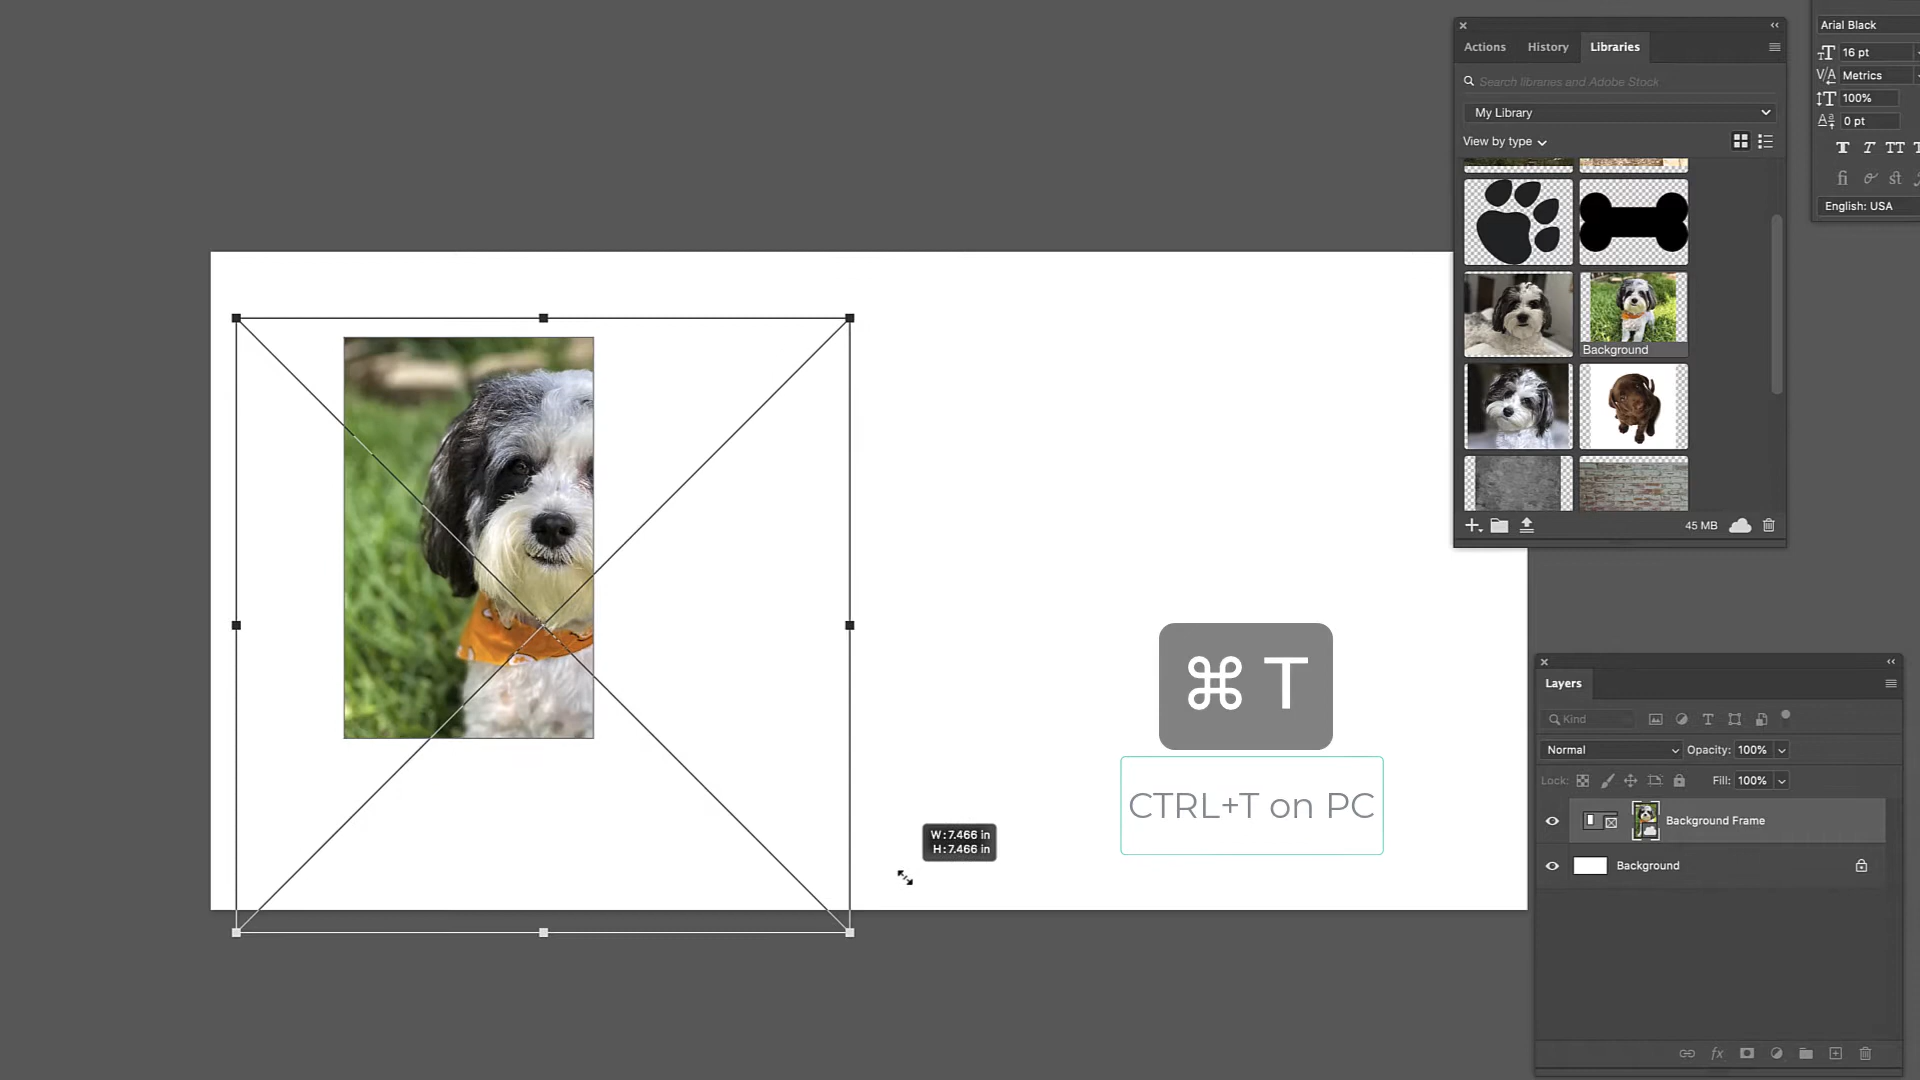 Arial Black
16 pt
Metrics
100%
0 pt
English: USA
Actions
History
Libraries
Search libraries and Adobe Stock
My Library
View by type
Background
45 MB
⌘ T
CTRL+T on PC
W: 7.466 in
H: 7.466 in
Layers
Kind
Normal
Opacity: 100%
Lock:
Fill: 100%
Background Frame
Background